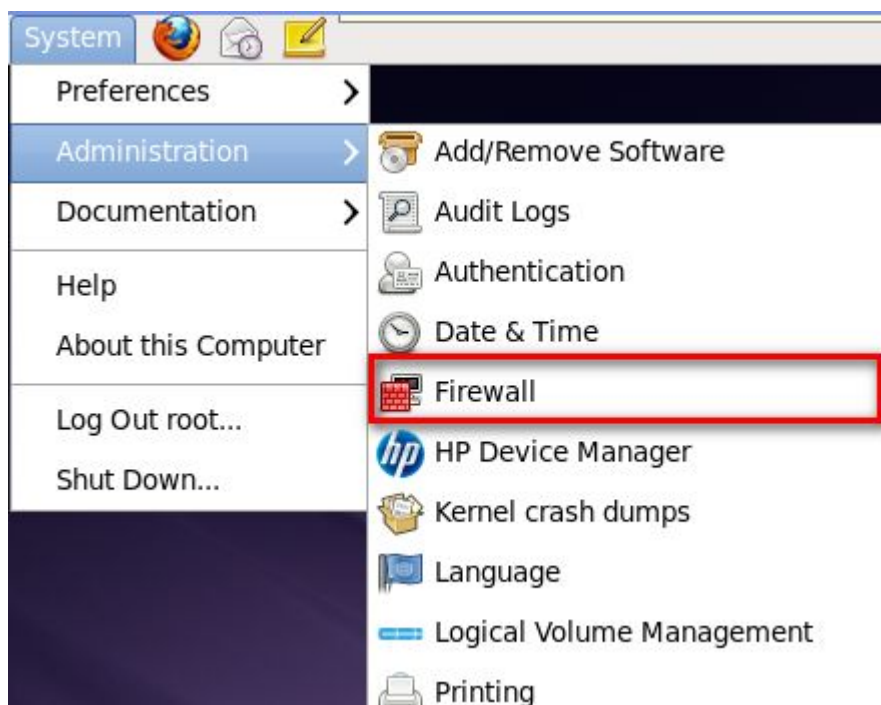 System
Preferences
Administration
Documentation
Help
About this Computer
Log Out root...
Shut Down...
Add/Remove Software
Audit Logs
Authentication
Date & Time
Firewall
hp HP Device Manager
Kernel crash dumps
Language
Logical Volume Management
Printing